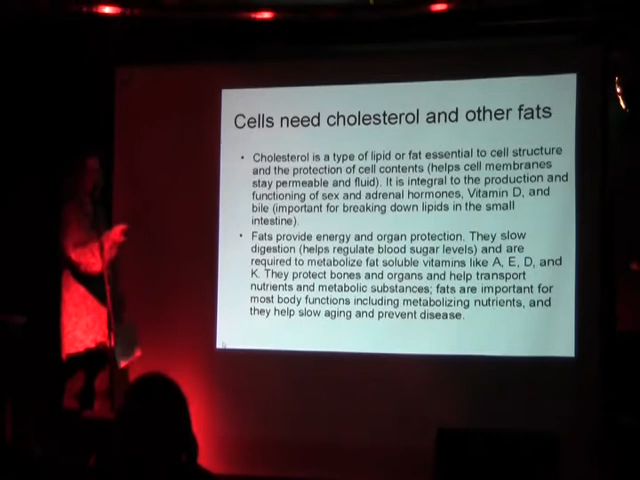 Cells need cholesterol and other fats
• Cholesterol is a type of lipid or fat essential to cell structure
and the protection of cell contents (helps cell membranes
stay permeable and fluid). It is integral to the production and
functioning of sex and adrenal hormones, Vitamin D, and
bile (important for breaking down lipids in the small
intestine).
• Fats provide energy and organ protection. They slow
digestion (helps regulate blood sugar levels) and are
required to metabolize fat soluble vitamins like A, E, D, and
K. They protect bones and organs and help transport
nutrients and metabolic substances; fats are important for
most body functions including metabolizing nutrients, and
they help slow aging and prevent disease.